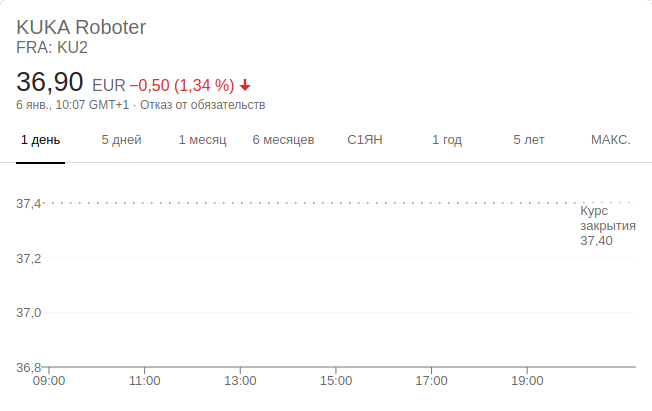 KUKA Roboter
FRA: KU2
36,90 EUR −0,50 (1,34 %)
6 янв., 10:07 GMT+1 · Отказ от обязательств
1 день 5 дней 1 месяц 6 месяцев С1ЯН 1 год 5 лет МАКС.
37,4
Курс
закрытия
37,40
37,2
37,0
36,8
09:00 11:00 13:00 15:00 17:00 19:00